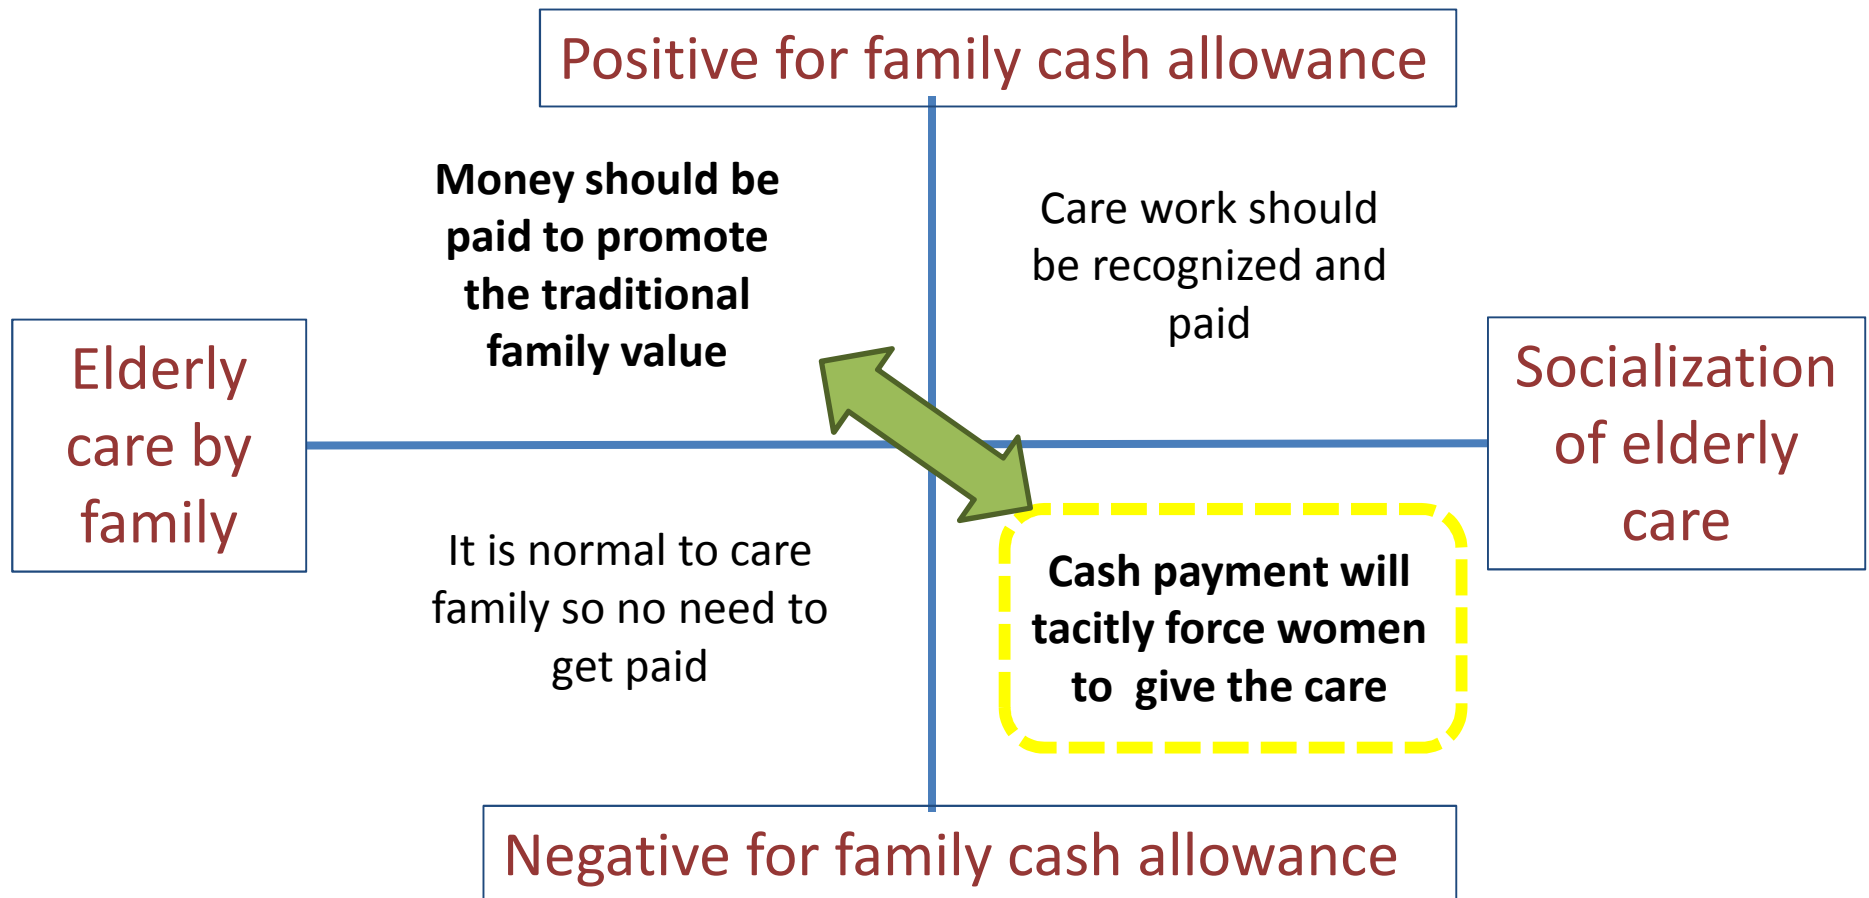 Positive for family cash allowance
Money should be
paid to promote
the traditional
family value
Care work should
be recognized and
paid
Elderly
care by
family
Socialization
of elderly
care
It is normal to care
family so no need to
get paid
Cash payment will
tacitly force women
to  give the care
Negative for family cash allowance